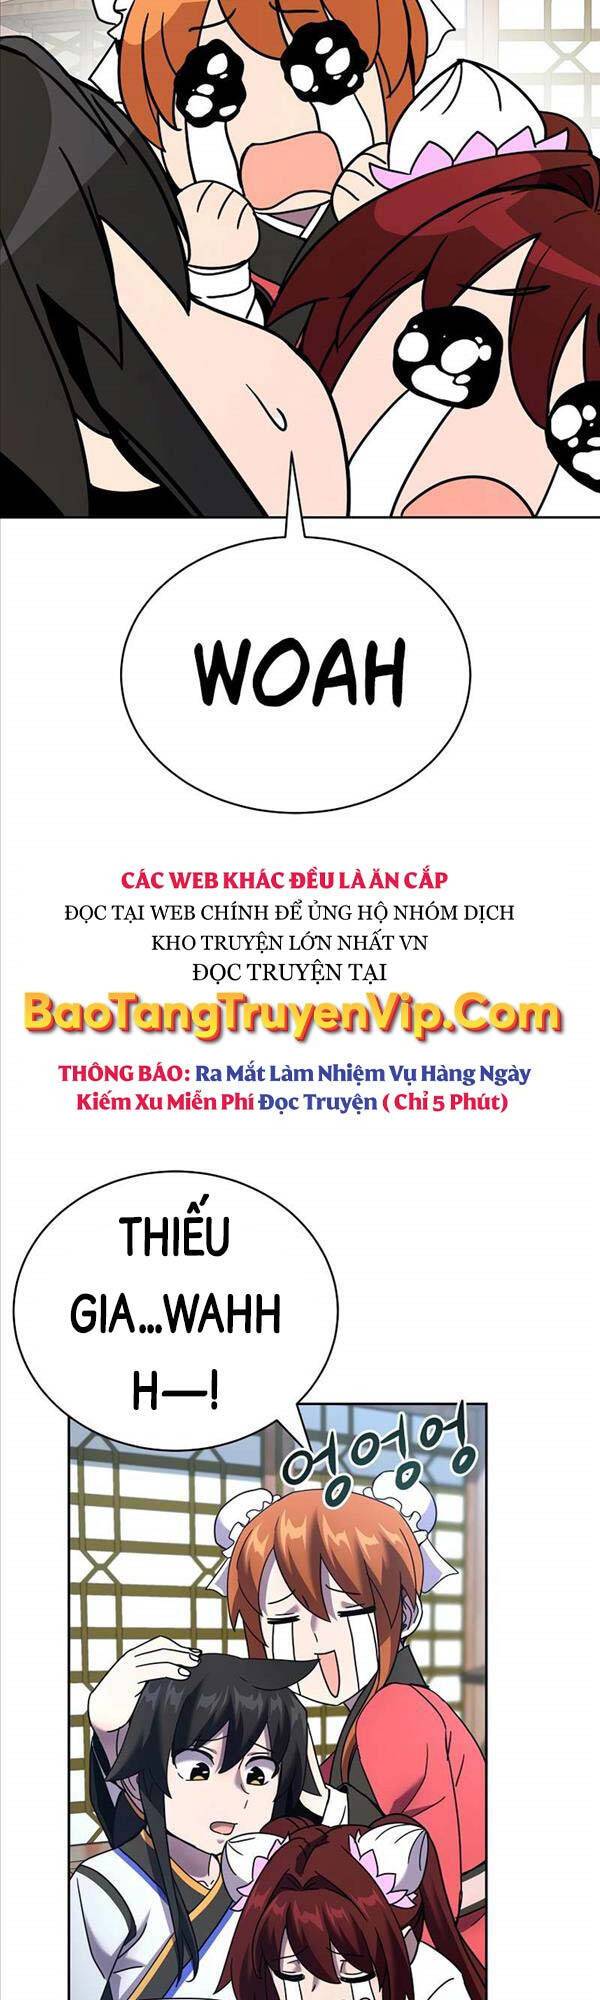 WOAH
CÁC WEB KHÁC ĐỀU LÀ ĂN CẮP
ĐỌC TẠI WEB CHÍNH ĐỂ ỦNG HỘ NHÓM DỊCH
KHO TRUYỆN LỚN NHẤT VN
ĐỌC TRUYỆN TẠI
BaoTangTruyenVip.Com
THÔNG BÁO: Ra Mắt Làm Nhiệm Vụ Hàng Ngày
Kiếm Xu Miễn Phí Đọc Truyện ( Chỉ 5 Phút)
THIẾU
GIA...WAHH
H—!
엉엉엉